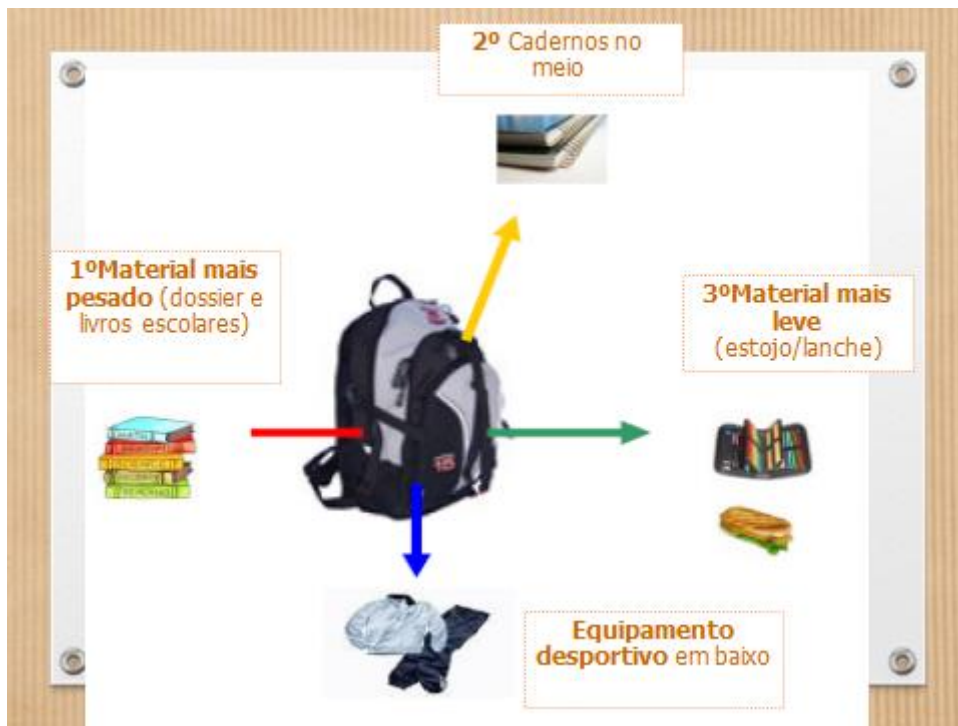 2º Cadernos no
meio
1ºMaterial mais
pesado (dossier e
livros escolares)
3ºMaterial mais
leve
(estojo/lanche)
Equipamento
desportivo em baixo